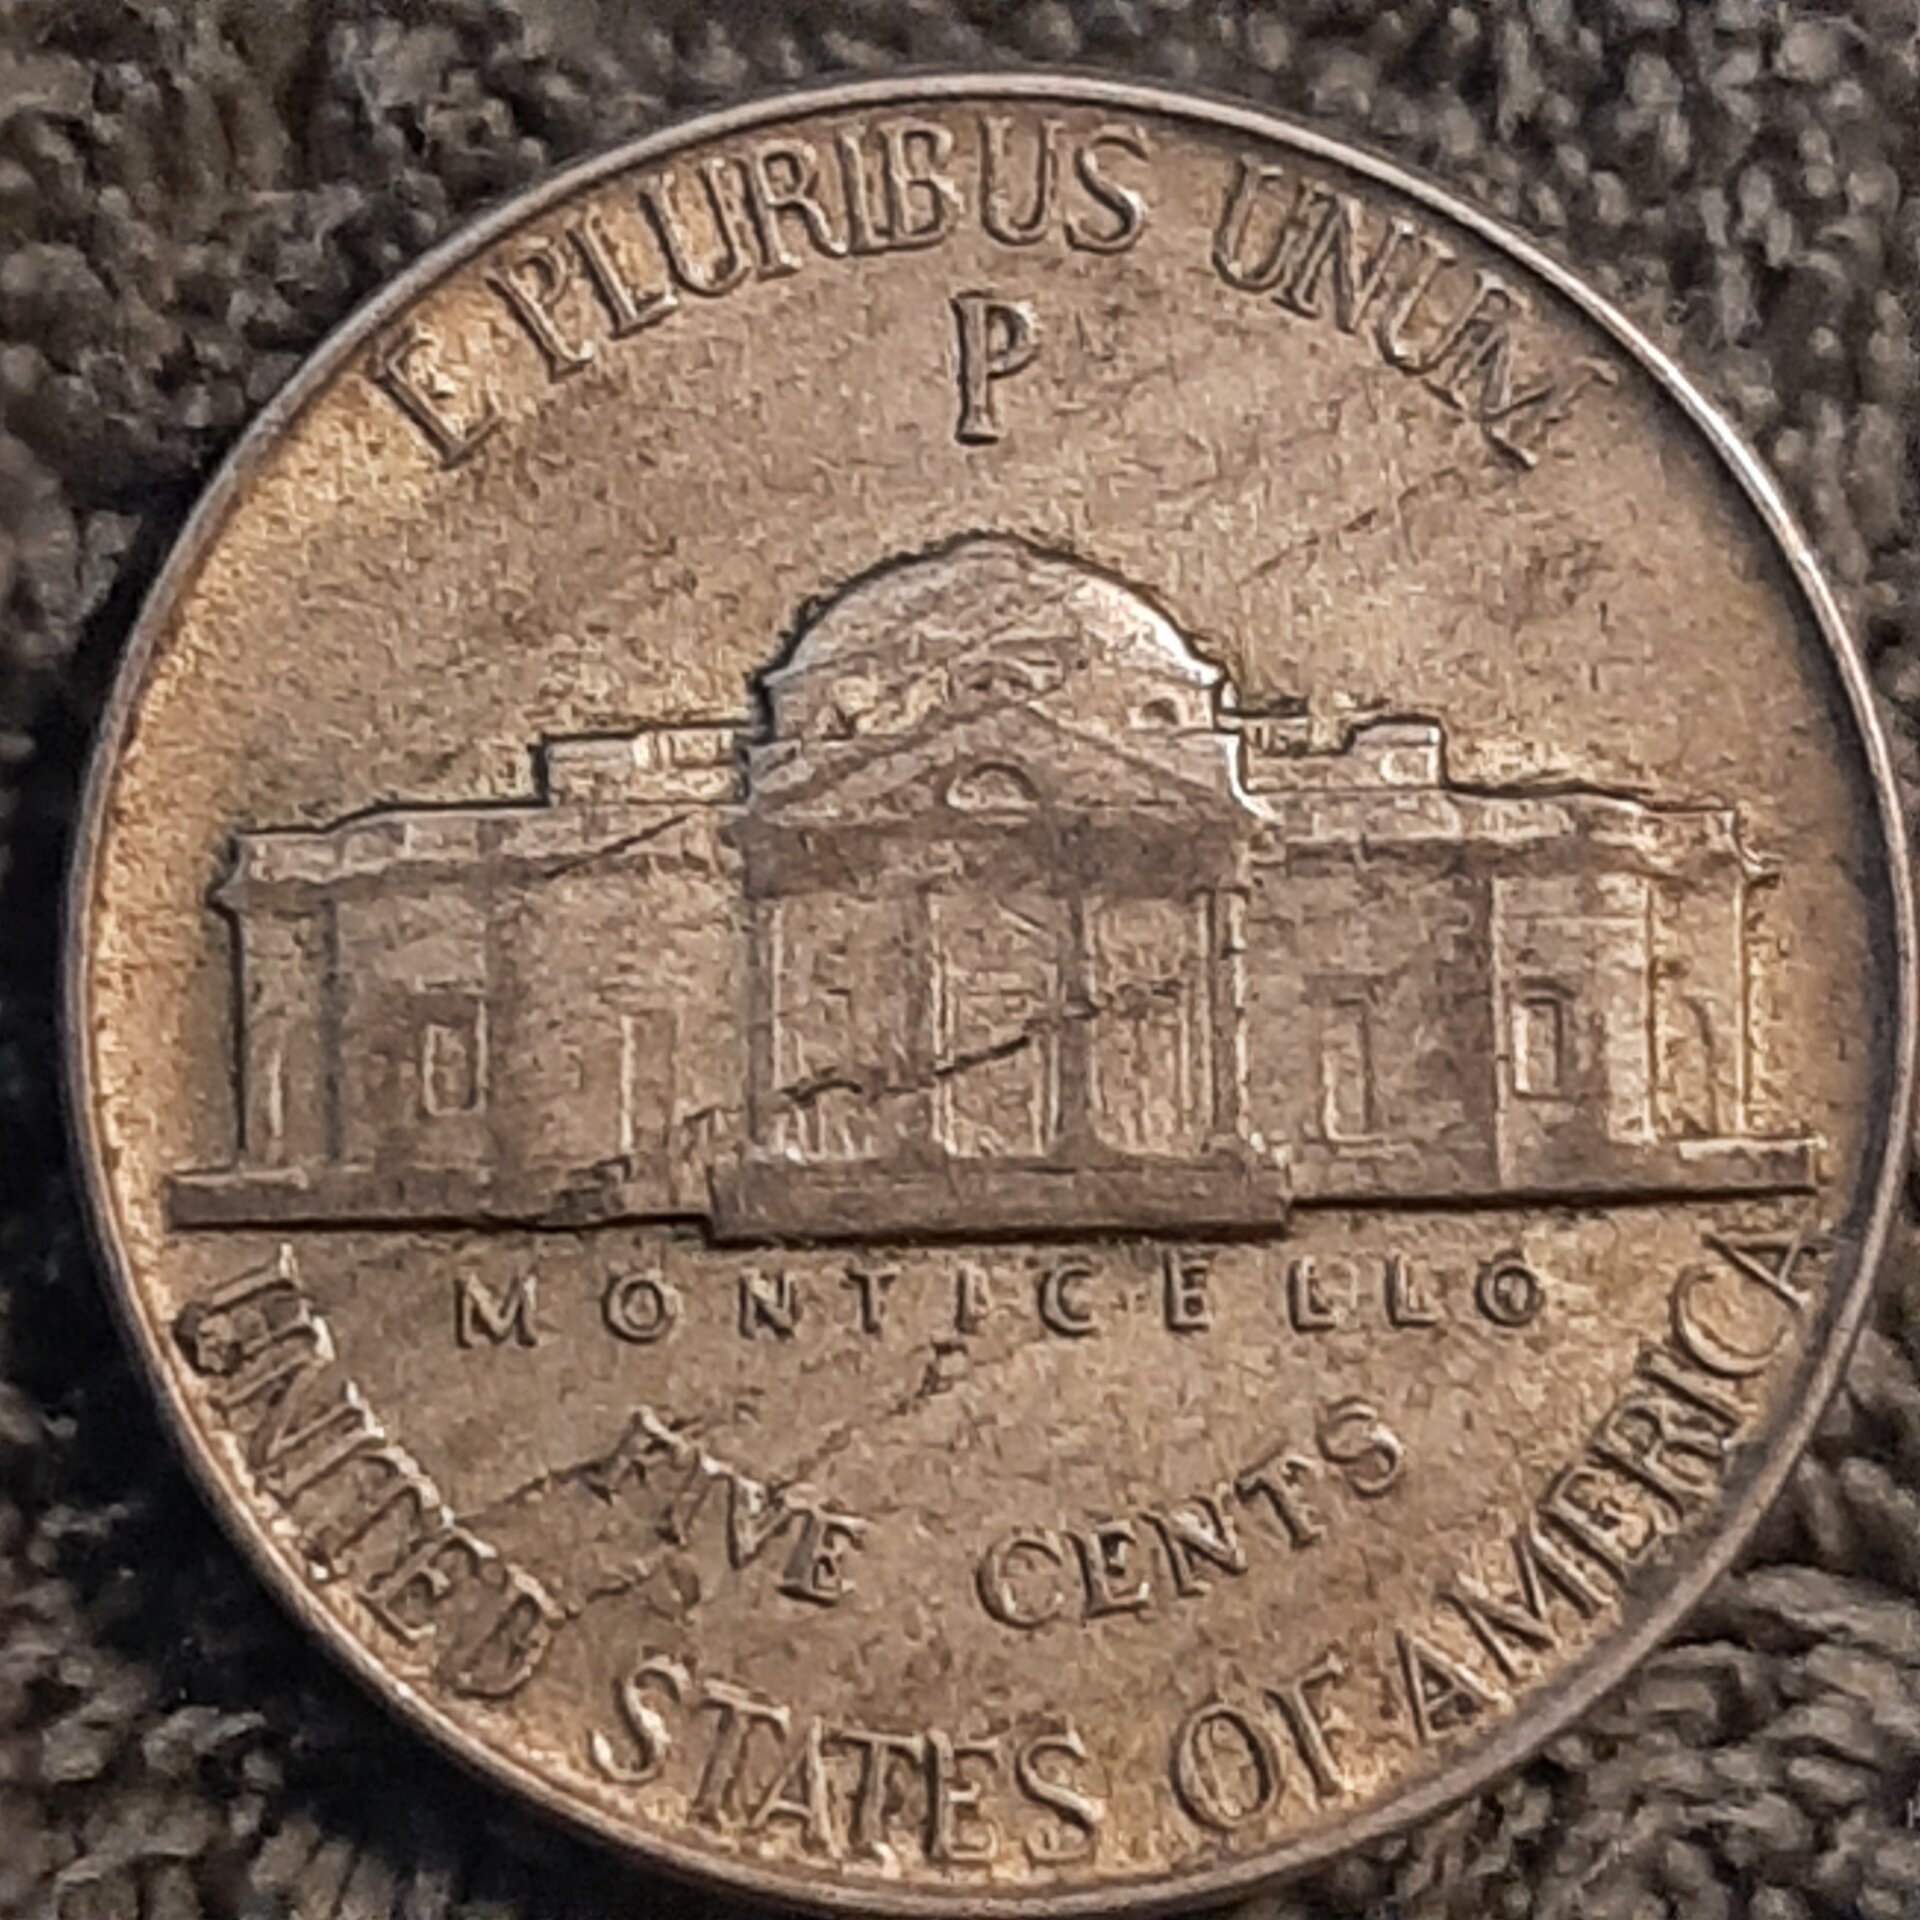 E PLURIBUS UNUM
P
MONTICELLO
FIVE CENTS
UNITED STATES OF AMERICA